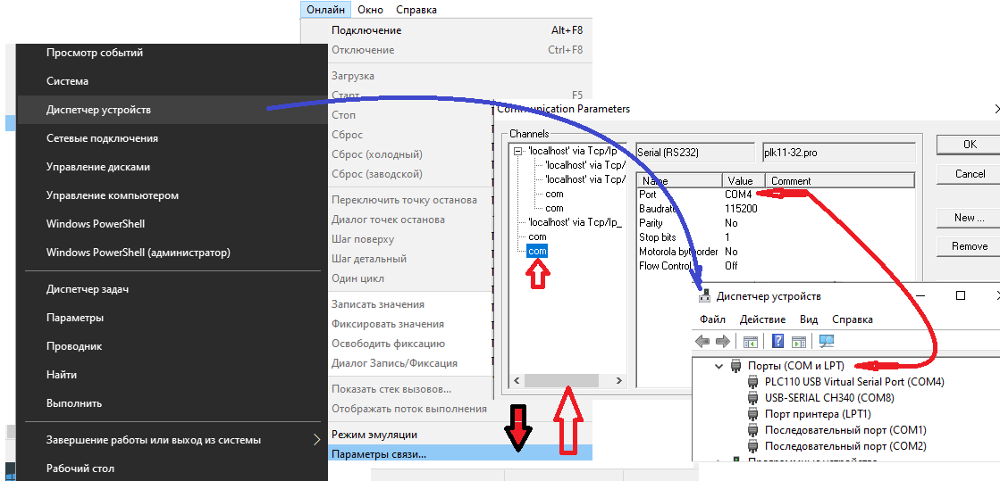 Онлайн Окно Справка
Подключение Alt+F8
Отключение Ctrl+F8
Загрузка
Старт F5
Стоп
Сброс
Сброс (холодный)
Сброс (заводской)
Переключить точку останова
Диалог точек останова
Шаг поверху
Шаг детальный
Один цикл
Записать значения
Фиксировать значения
Освободить фиксацию
Диалог Запись/Фиксация
Показать стек вызовов...
Отображать поток выполнения
Режим эмуляции
Параметры связи...
Просмотр событий
Система
Диспетчер устройств
Сетевые подключения
Управление дисками
Управление компьютером
Windows PowerShell
Windows PowerShell (администратор)
Диспетчер задач
Параметры
Проводник
Найти
Выполнить
Завершение работы или выход из системы
Рабочий стол
Communication Parameters
Channels
'localhost' via Tcp/Ip
'localhost' via Tcp/
'localhost' via Tcp/
com
com
'localhost' via Tcp/Ip_
com
com
Serial (RS232) plk11-32.pro
Name Value Comment
Port COM4
Baudrate 115200
Parity No
Stop bits 1
Motorola byteorder No
Flow Control Off
OK
Cancel
New ...
Remove
Диспетчер устройств
Файл Действие Вид Справка
Порты (COM и LPT)
PLC110 USB Virtual Serial Port (COM4)
USB-SERIAL CH340 (COM8)
Порт принтера (LPT1)
Последовательный порт (COM1)
Последовательный порт (COM2)